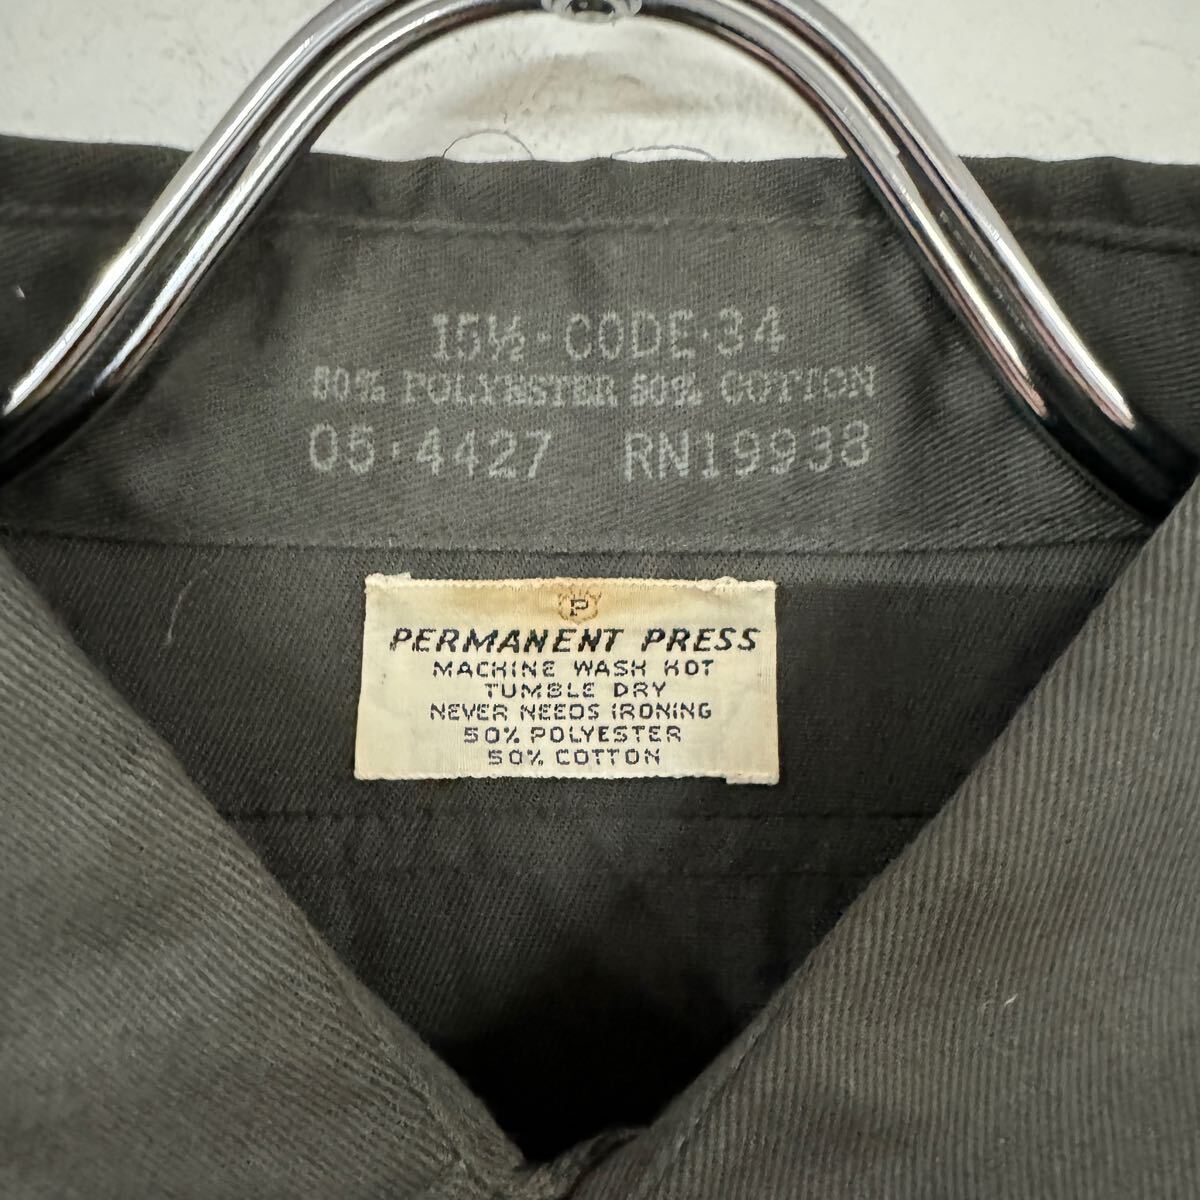 15½·CODE·34
50% POLYESTER 50% COTTON
05·4427 RN19938
P
PERMANENT PRESS
MACHINE WASH HOT
TUMBLE DRY
NEVER NEEDS IRONING
50% POLYESTER
50% COTTON